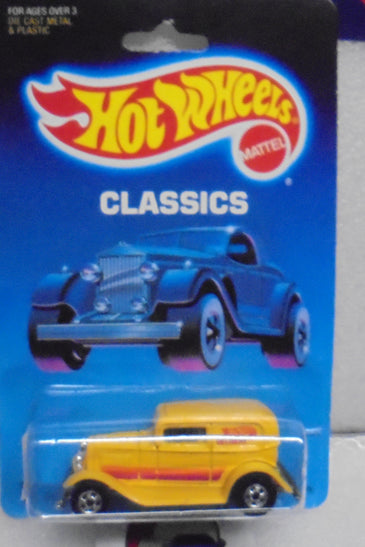 FOR AGES OVER 3
DIE CAST METAL
& PLASTIC
Hot Wheels
MATTEL
®
CLASSICS